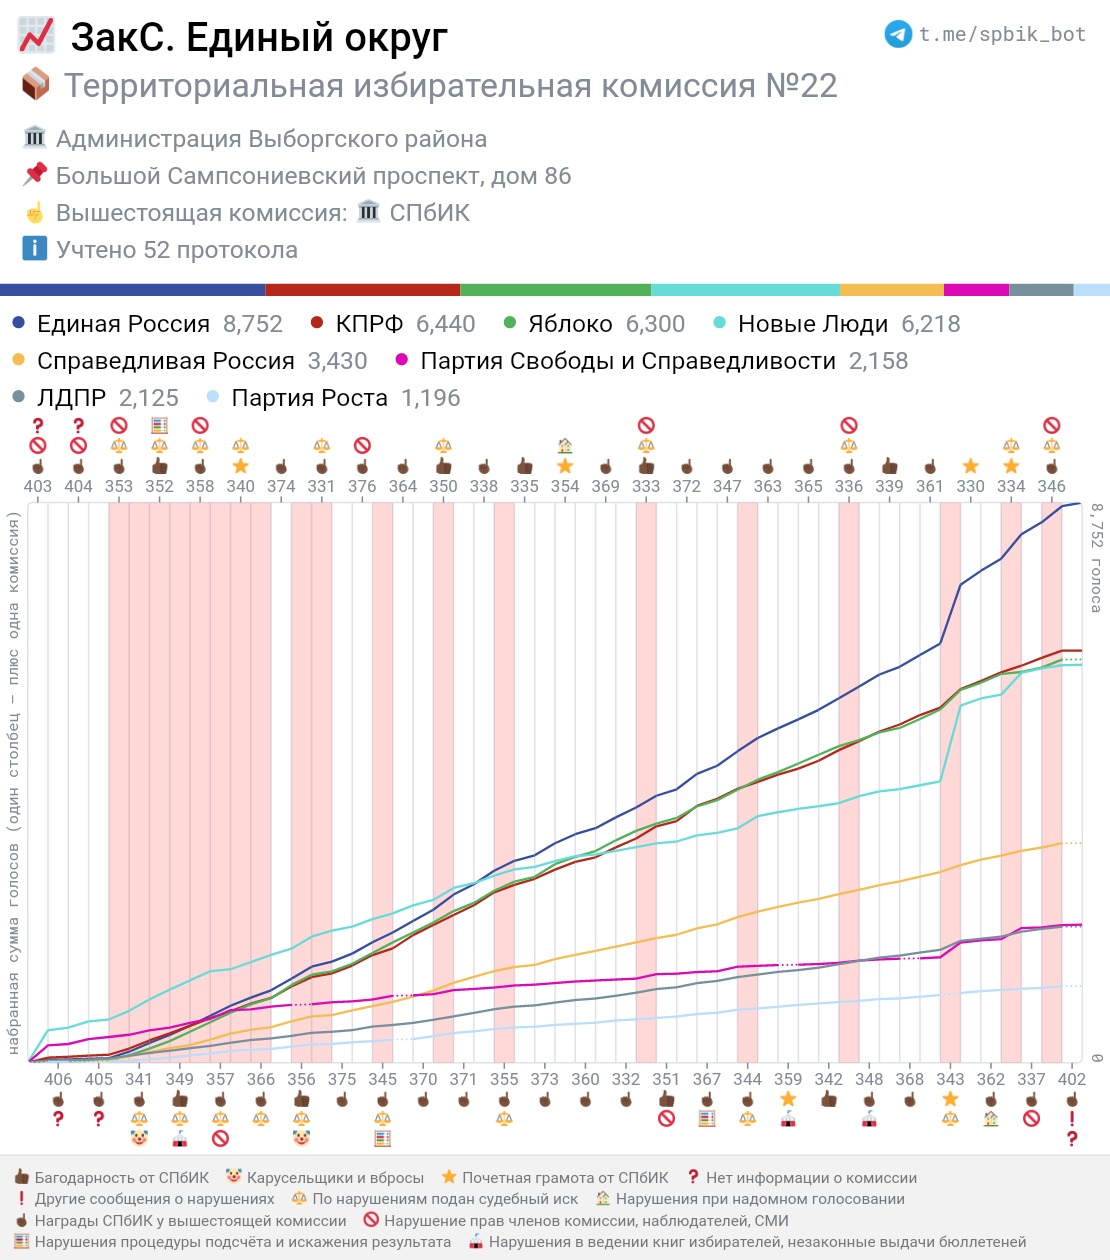 ЗакС. Единый округ
t.me/spbik_bot
Территориальная избирательная комиссия №22
Администрация Выборгского района
Большой Сампсониевский проспект, дом 86
Вышестоящая комиссия: СПбИК
Учтено 52 протокола
Единая Россия 8,752 КПРФ 6,440 Яблоко 6,300 Новые Люди 6,218
Справедливая Россия 3,430 Партия Свободы и Справедливости 2,158
ЛДПР 2,125 Партия Роста 1,196
403 404 353 352 358 340 374 331 376 364 350 338 335 354 369 333 372 347 363 365 336 339 361 330 334 346
набранная сумма голосов (один столбец — плюс одна комиссия)
8,752 голоса
0
406 405 341 349 357 366 356 375 345 370 371 355 373 360 332 351 367 344 359 342 348 368 343 362 337 402
Багодарность от СПбИК Карусельщики и вбросы Почетная грамота от СПбИК Нет информации о комиссии
Другие сообщения о нарушениях По нарушениям подан судебный иск Нарушения при надомном голосовании
Награды СПбИК у вышестоящей комиссии Нарушение прав членов комиссии, наблюдателей, СМИ
Нарушения процедуры подсчёта и искажения результата Нарушения в ведении книг избирателей, незаконные выдачи бюллетеней